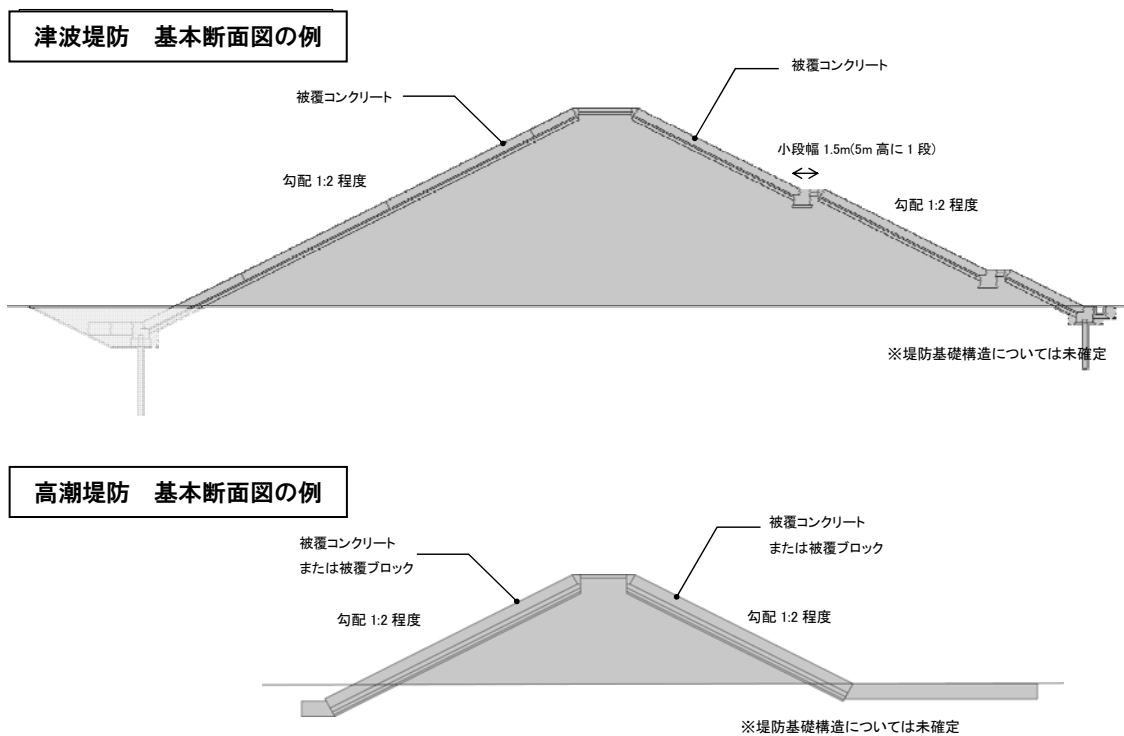 津波堤防　基本断面図の例
被覆コンクリート
被覆コンクリート
小段幅 1.5m(5m 高に 1 段)
勾配 1:2 程度
勾配 1:2 程度
※堤防基礎構造については未確定
高潮堤防　基本断面図の例
被覆コンクリート
または被覆ブロック
被覆コンクリート
または被覆ブロック
勾配 1:2 程度
勾配 1:2 程度
※堤防基礎構造については未確定